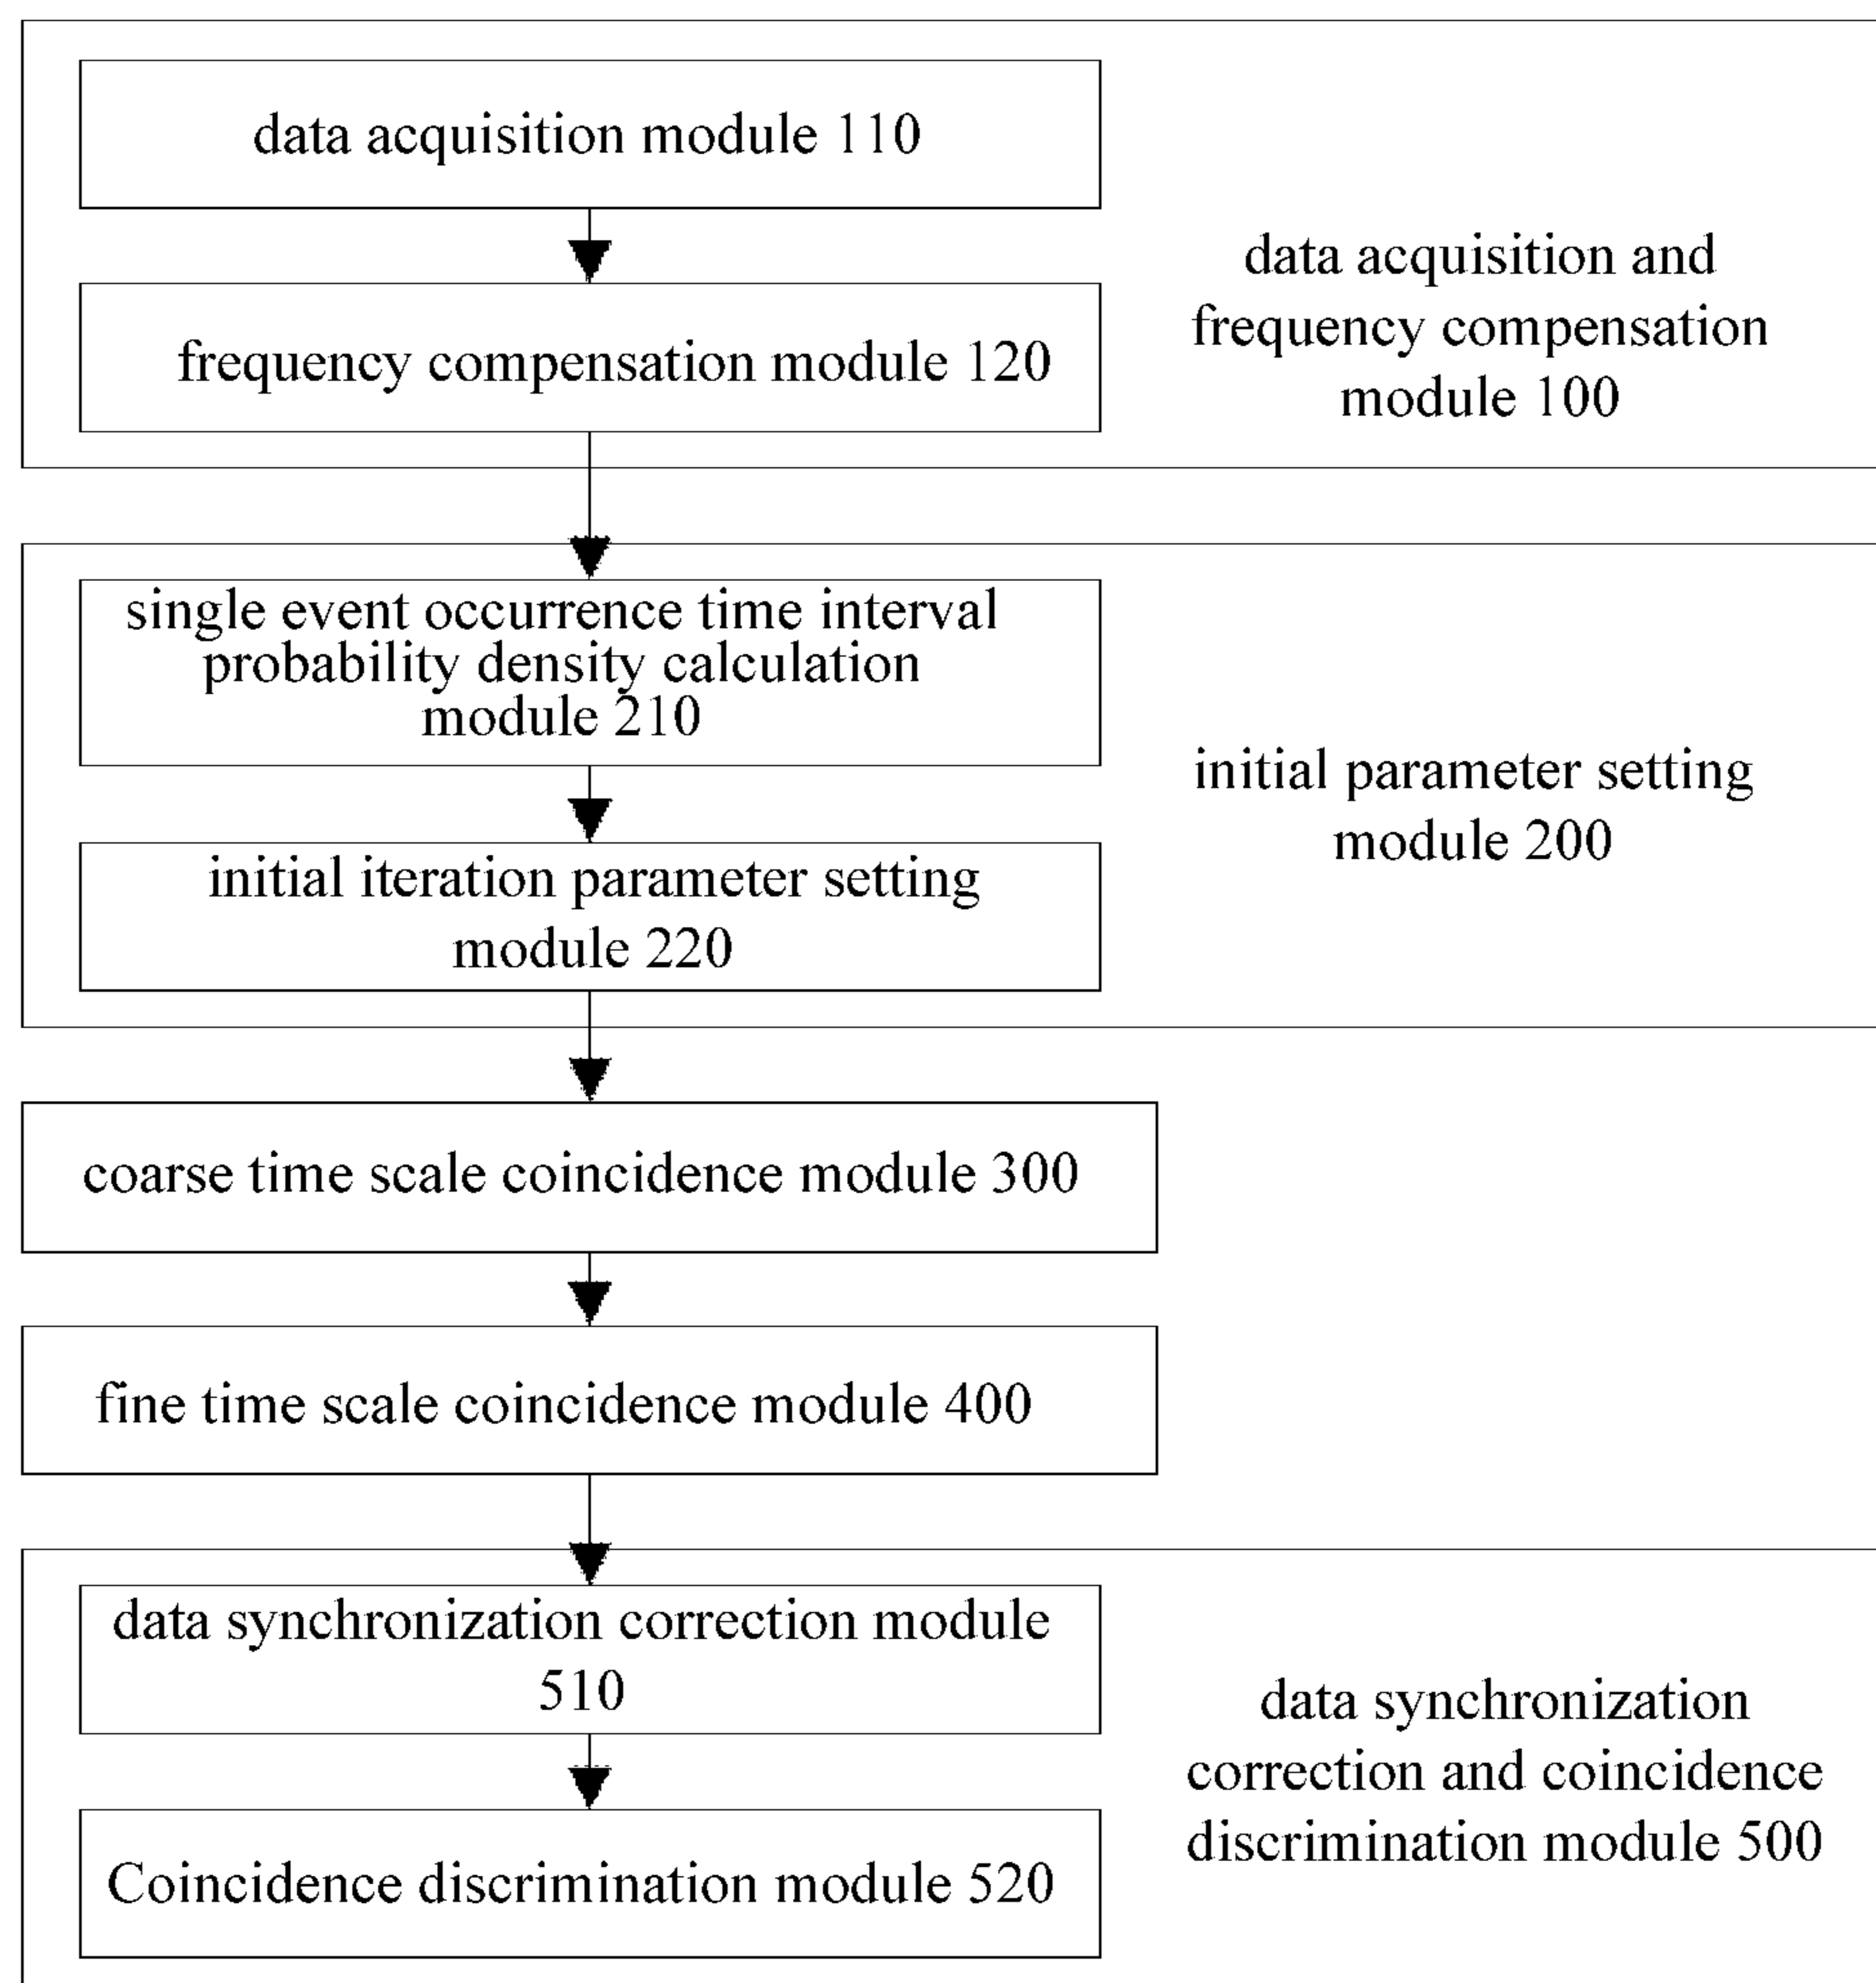 data acquisition module 110
frequency compensation module 120
data acquisition and
frequency compensation
module 100
single event occurrence time interval
probability density calculation
module 210
initial iteration parameter setting
module 220
initial parameter setting
module 200
coarse time scale coincidence module 300
fine time scale coincidence module 400
data synchronization correction module
510
Coincidence discrimination module 520
data synchronization
correction and coincidence
discrimination module 500